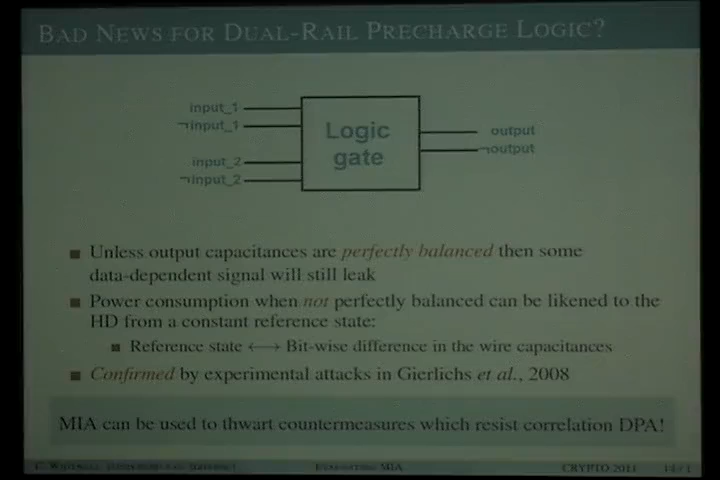 BAD NEWS FOR DUAL-RAIL PRECHARGE LOGIC?
input_1
¬input_1
input_2
¬input_2
Logic
gate
output
¬output
Unless output capacitances are perfectly balanced then some
data-dependent signal will still leak
Power consumption when not perfectly balanced can be likened to the
HD from a constant reference state:
Reference state ⟷ Bit-wise difference in the wire capacitances
Confirmed by experimental attacks in Gierlichs et al., 2008
MIA can be used to thwart countermeasures which resist correlation DPA!
MIA
CRYPTO 2011